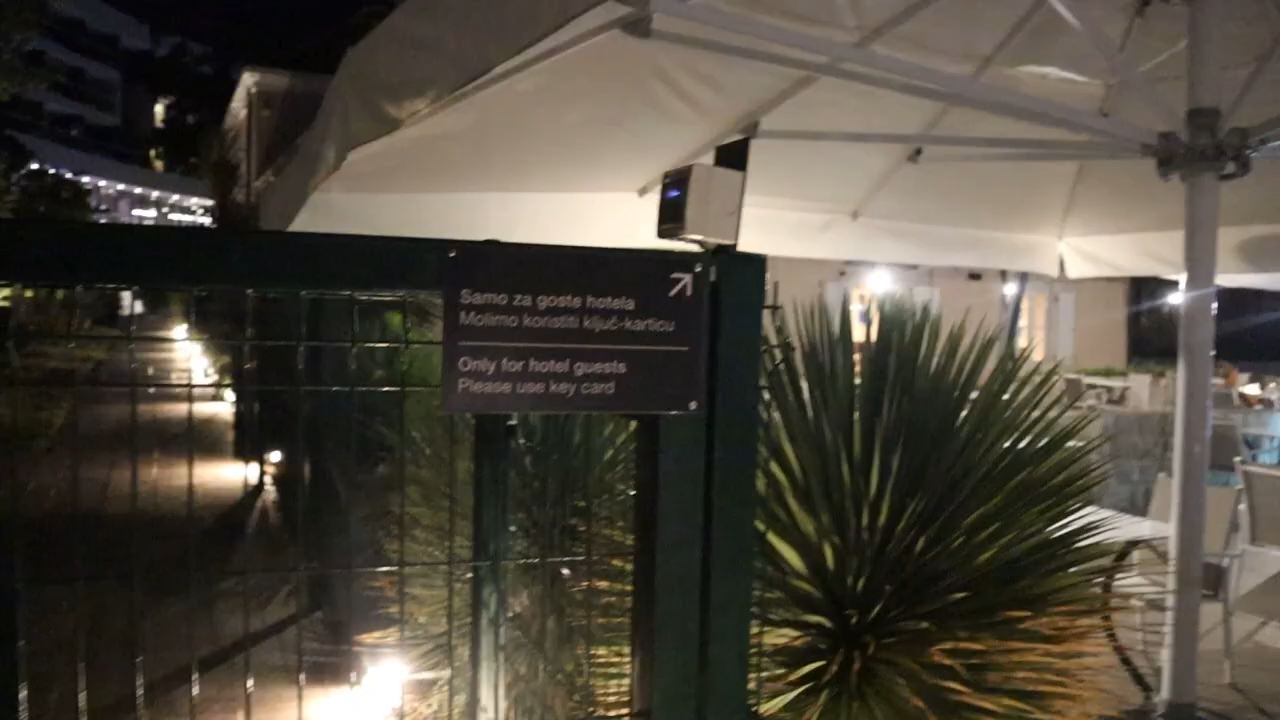 Samo za goste hotela
Molimo koristiti ključ-karticu
Only for hotel guests
Please use key card